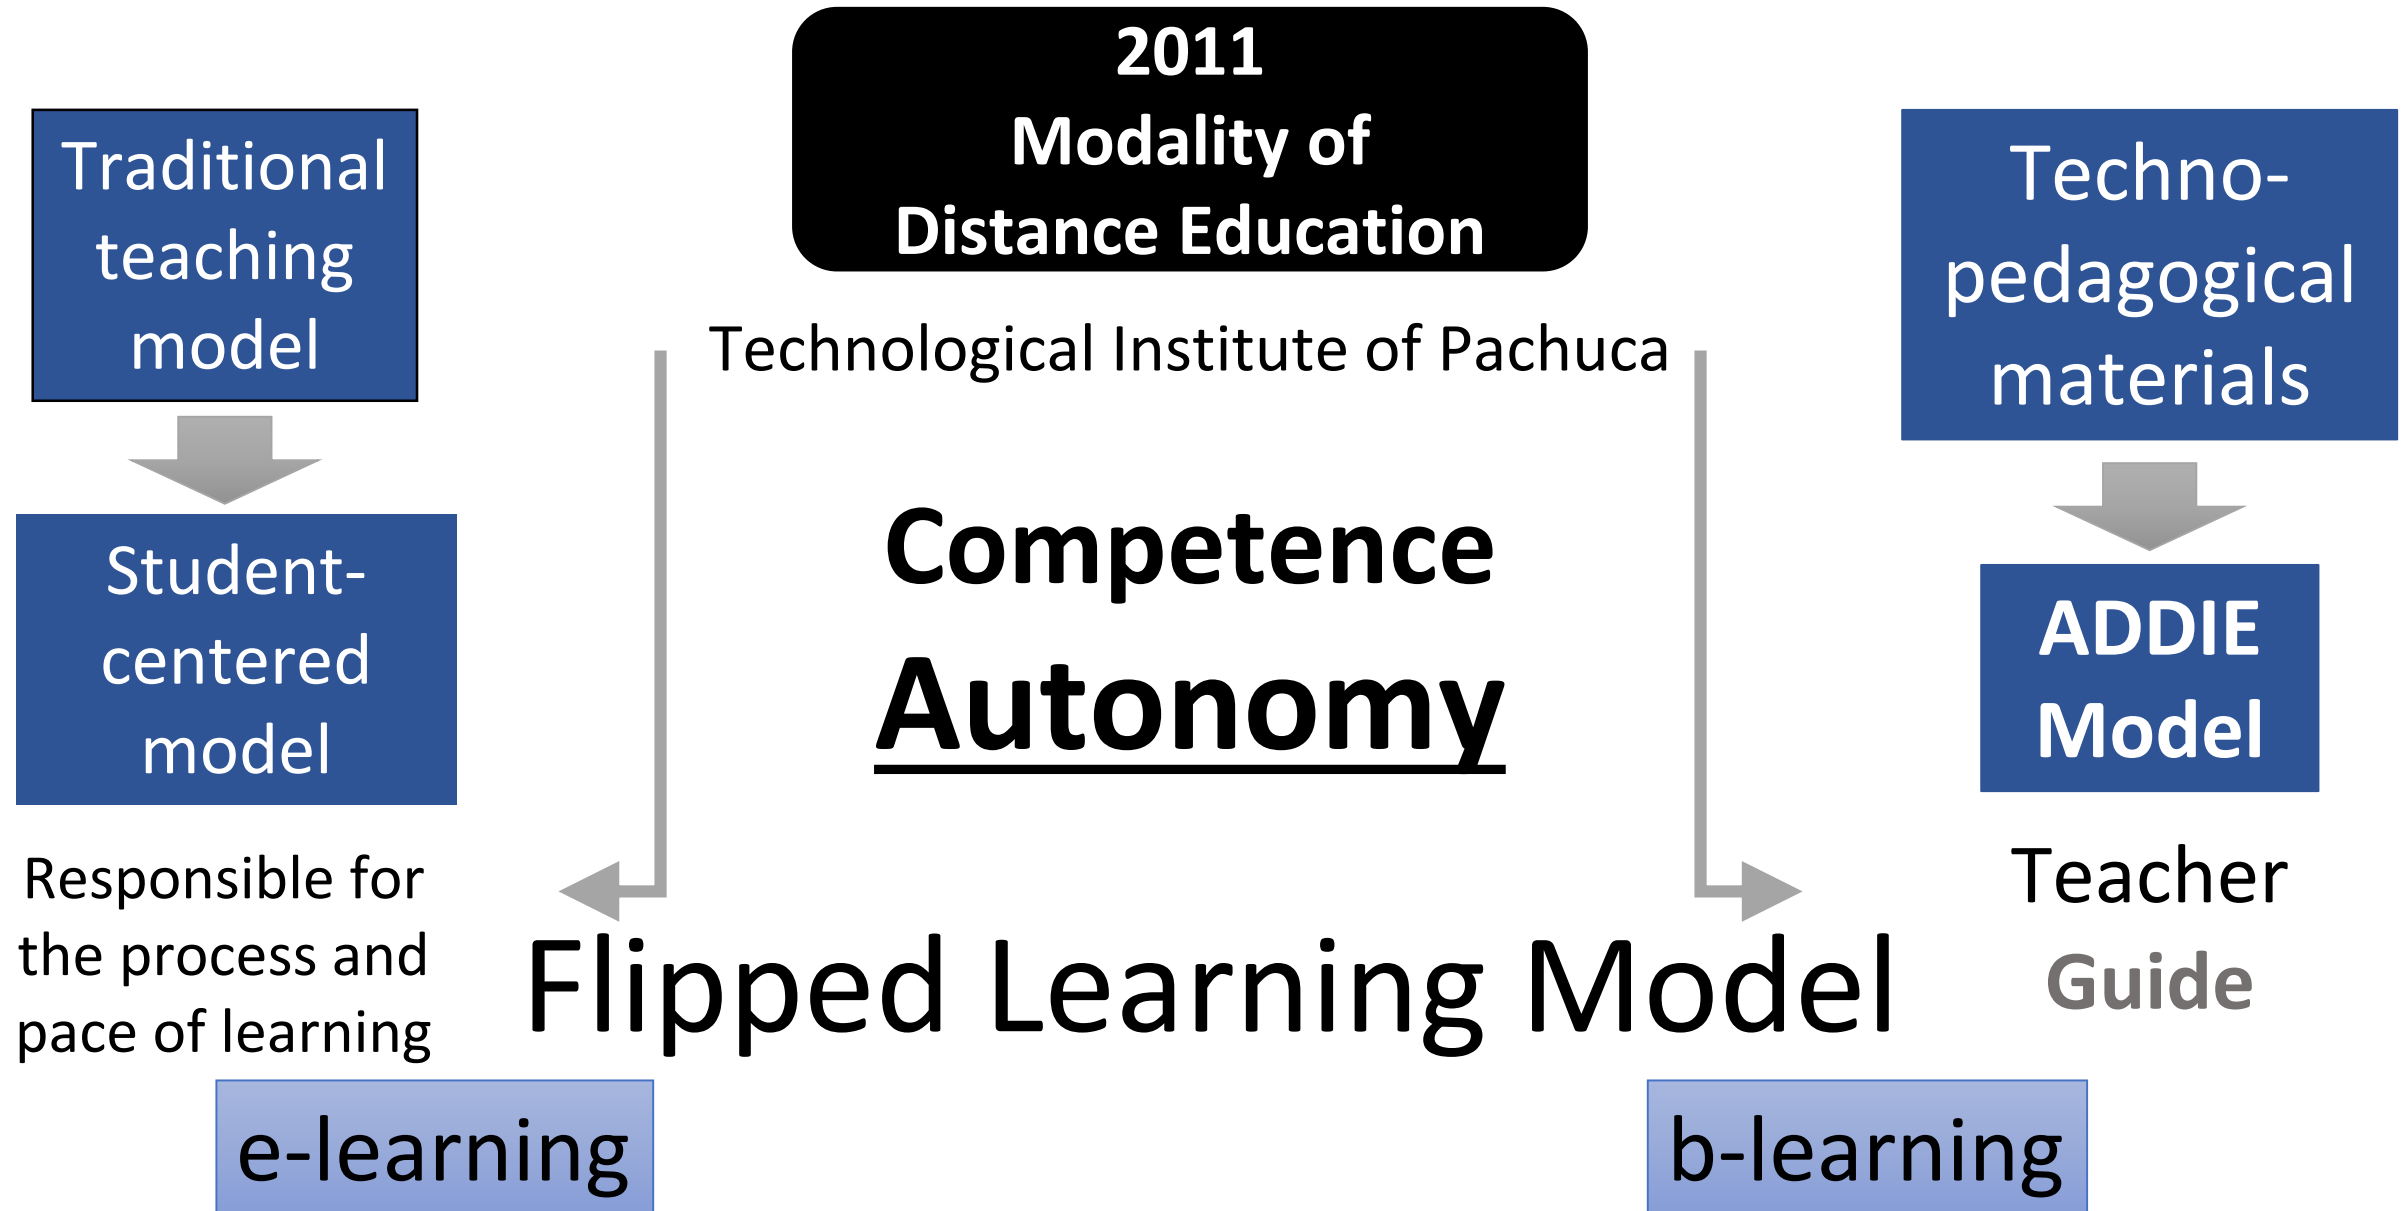 2011
Modality of
Distance Education
Technological Institute of Pachuca
Traditional
teaching
model
Student-
centered
model
Responsible for
the process and
pace of learning
Competence
Autonomy
Flipped Learning Model
Techno-
pedagogical
materials
ADDIE
Model
Teacher
Guide
e-learning
b-learning